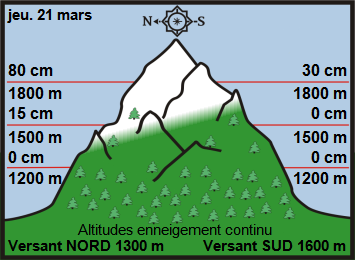 jeu. 21 mars
N S
80 cm 30 cm
1800 m 1800 m
15 cm 0 cm
1500 m 1500 m
0 cm 0 cm
1200 m 1200 m
Altitudes enneigement continu
Versant NORD 1300 m Versant SUD 1600 m